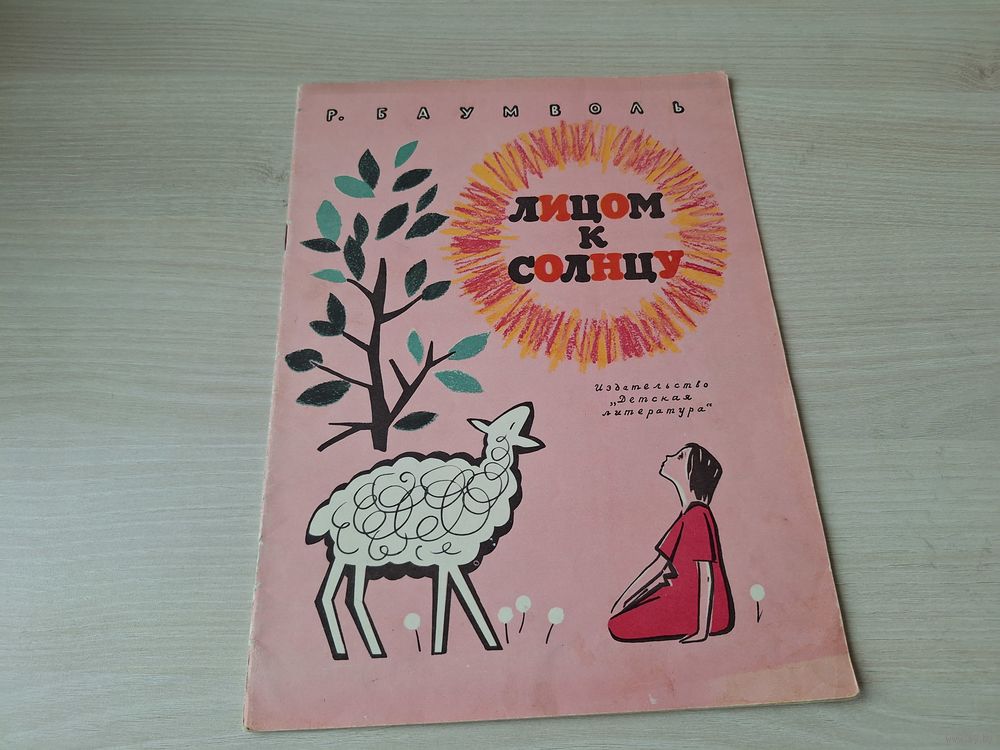 Р. БАУМВОЛЬ
ЛИЦОМ
К
СОЛНЦУ
Издательство
„Детская
литература“